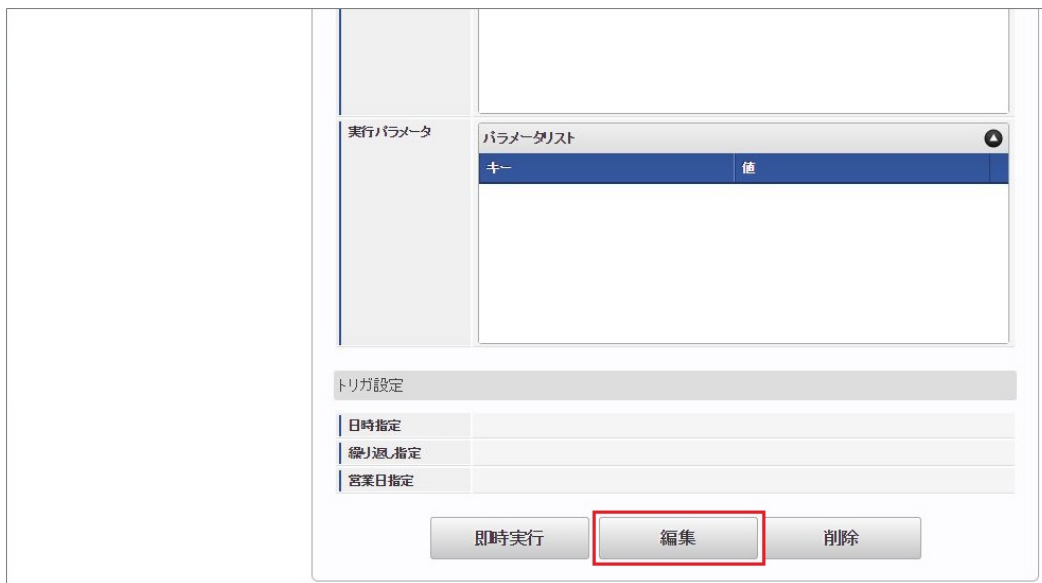 実行パラメータ
パラメータリスト
キー 値
トリガ設定
日時指定
繰り返し指定
営業日指定
即時実行 編集 削除